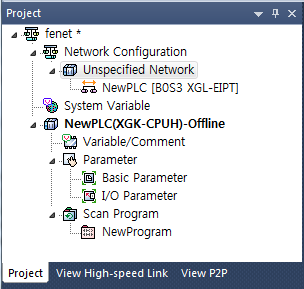 Project
fenet *
Network Configuration
Unspecified Network
NewPLC [B0S3 XGL-EIPT]
System Variable
NewPLC(XGK-CPUH)-Offline
Variable/Comment
Parameter
Basic Parameter
I/O Parameter
Scan Program
NewProgram
Project View High-speed Link View P2P